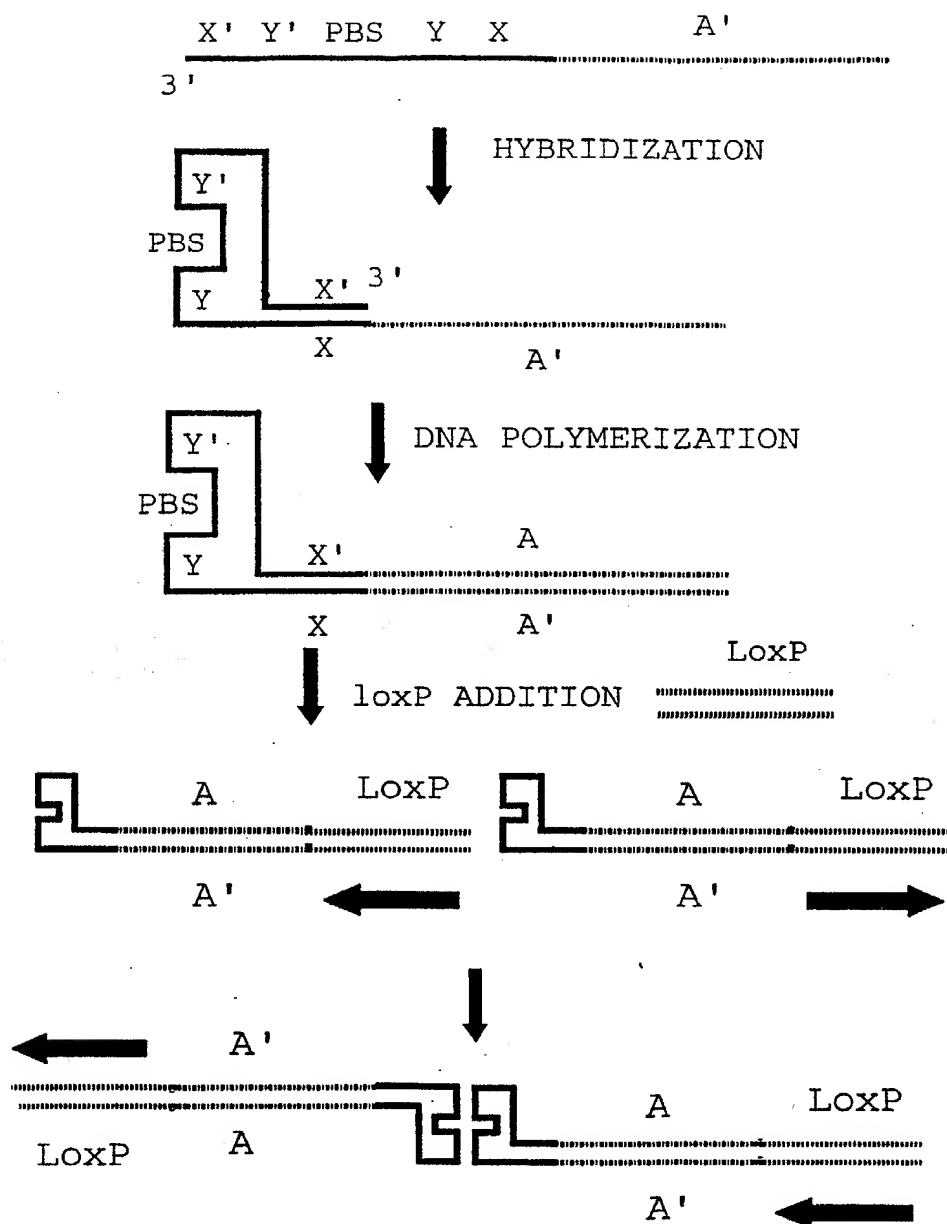 X' Y' PBS Y X A'
3'
HYBRIDIZATION
Y'
PBS
3'
Y X'
X A'
Y' DNA POLYMERIZATION
PBS
A
Y X'
X A'
LoxP
loxP ADDITION
A LoxP A LoxP
A' A'
A'
A LoxP
LoxP A
A'